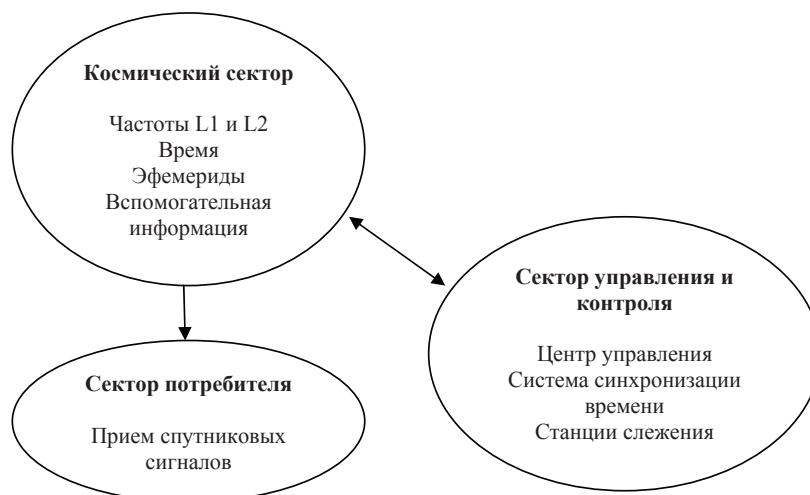 Космический сектор
Частоты L1 и L2
Время
Эфемериды
Вспомогательная
информация
Сектор управления и
контроля
Центр управления
Система синхронизации
времени
Станции слежения
Сектор потребителя
Прием спутниковых
сигналов